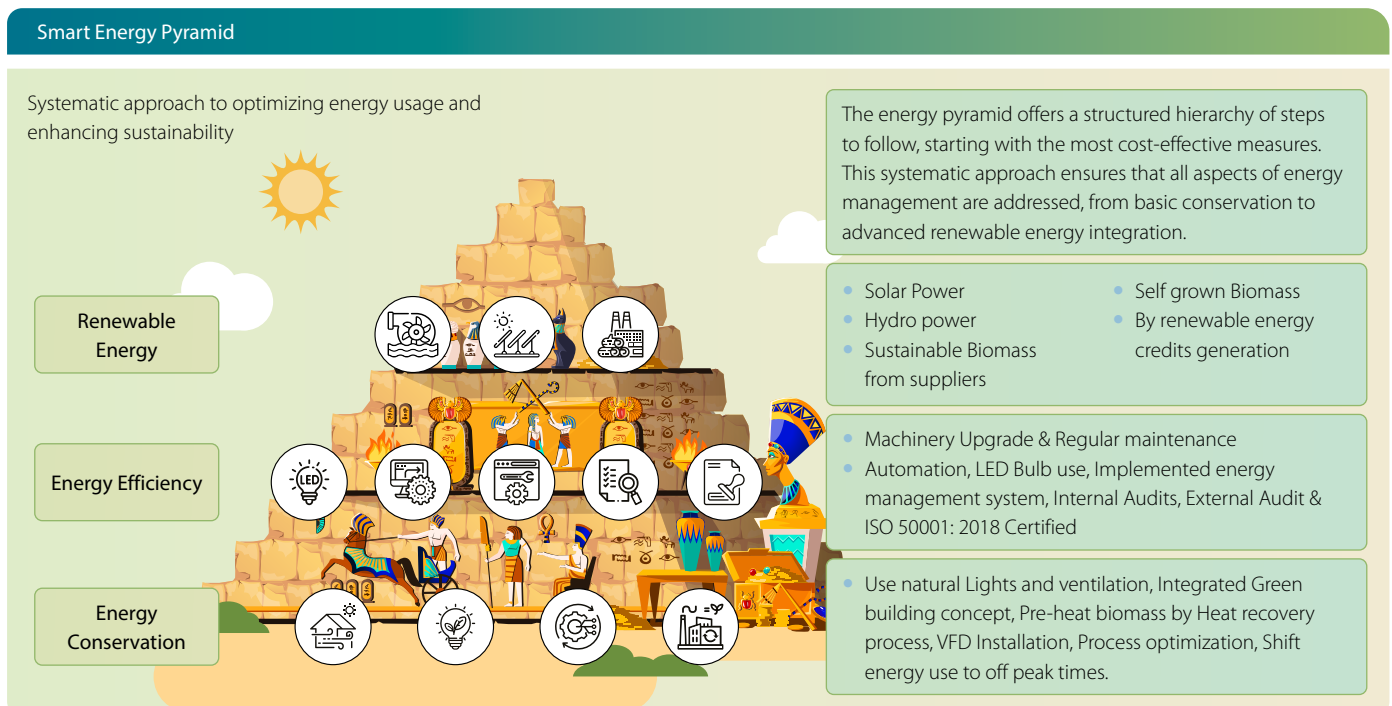 Smart Energy Pyramid
Systematic approach to optimizing energy usage and
enhancing sustainability
The energy pyramid offers a structured hierarchy of steps
to follow, starting with the most cost-effective measures.
This systematic approach ensures that all aspects of energy
management are addressed, from basic conservation to
advanced renewable energy integration.
Renewable
Energy
• Solar Power
• Hydro power
• Sustainable Biomass
from suppliers
• Self grown Biomass
• By renewable energy
credits generation
Energy Efficiency
LED
• Machinery Upgrade & Regular maintenance
• Automation, LED Bulb use, Implemented energy
management system, Internal Audits, External Audit &
ISO 50001: 2018 Certified
Energy
Conservation
• Use natural Lights and ventilation, Integrated Green
building concept, Pre-heat biomass by Heat recovery
process, VFD Installation, Process optimization, Shift
energy use to off peak times.